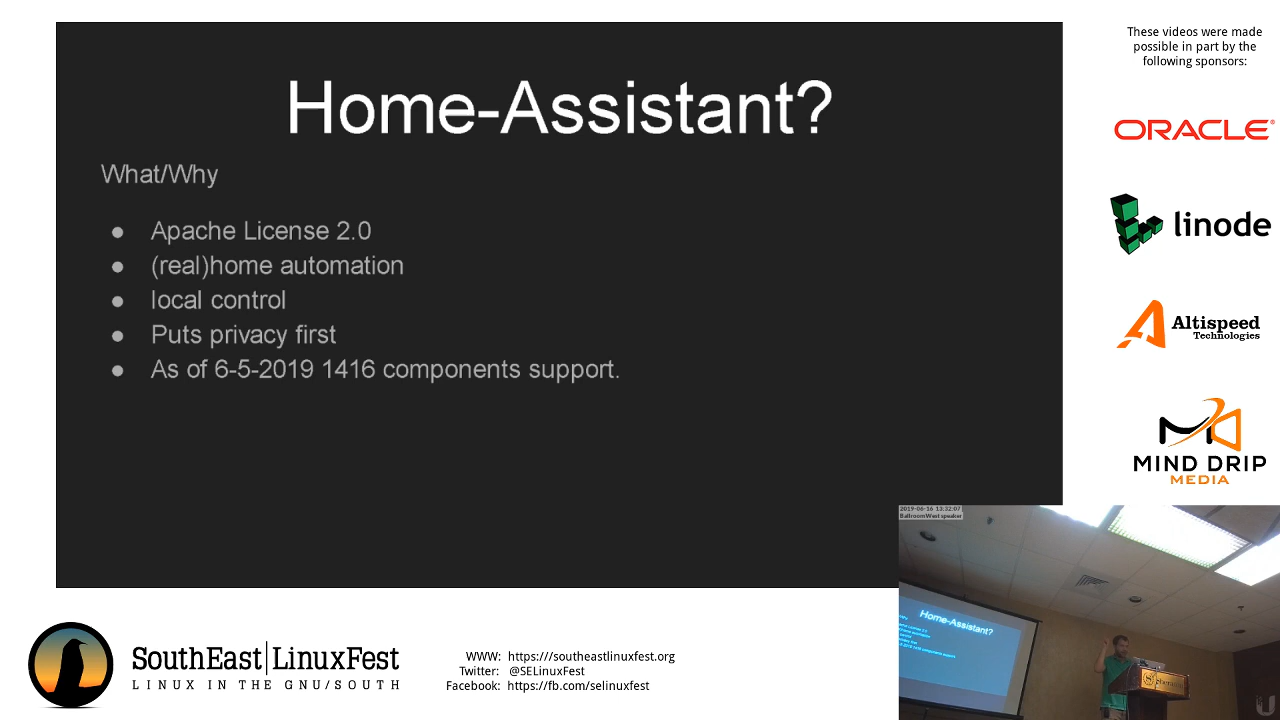 Home-Assistant?
What/Why
● Apache License 2.0
● (real)home automation
● local control
● Puts privacy first
● As of 6-5-2019 1416 components support.
These videos were made
possible in part by the
following sponsors:
ORACLE®
linode
Altispeed
Technologies
MIND DRIP
MEDIA
2019-06-16 13:32:07
BallroomWest speaker
Home-Assistant?
Sheraton
SouthEast LinuxFest
LINUX IN THE GNU/SOUTH
WWW: https://southeastlinuxfest.org
Twitter: @SELinuxFest
Facebook: https://fb.com/selinuxfest